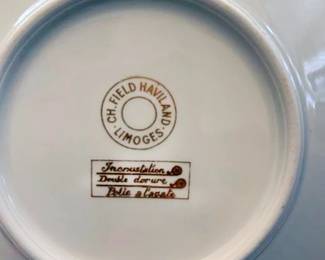 CH. FIELD HAVILAND
LIMOGES
Incrustation
Double dorure
Polie a l'agate